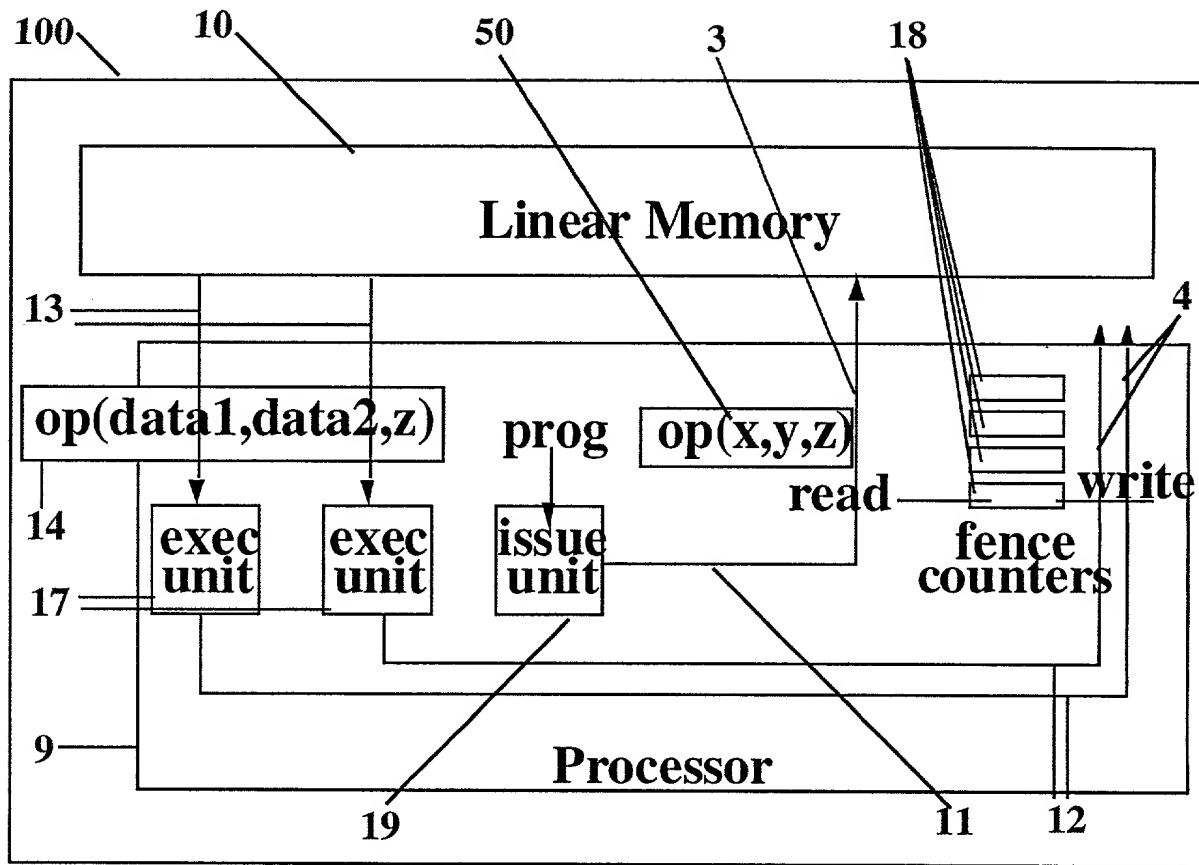 100
10
50
3
18
Linear Memory
13
4
op(data1,data2,z)
prog
op(x,y,z)
read
write
14
exec
unit
exec
unit
issue
unit
fence
counters
17
9
Processor
19
11
12